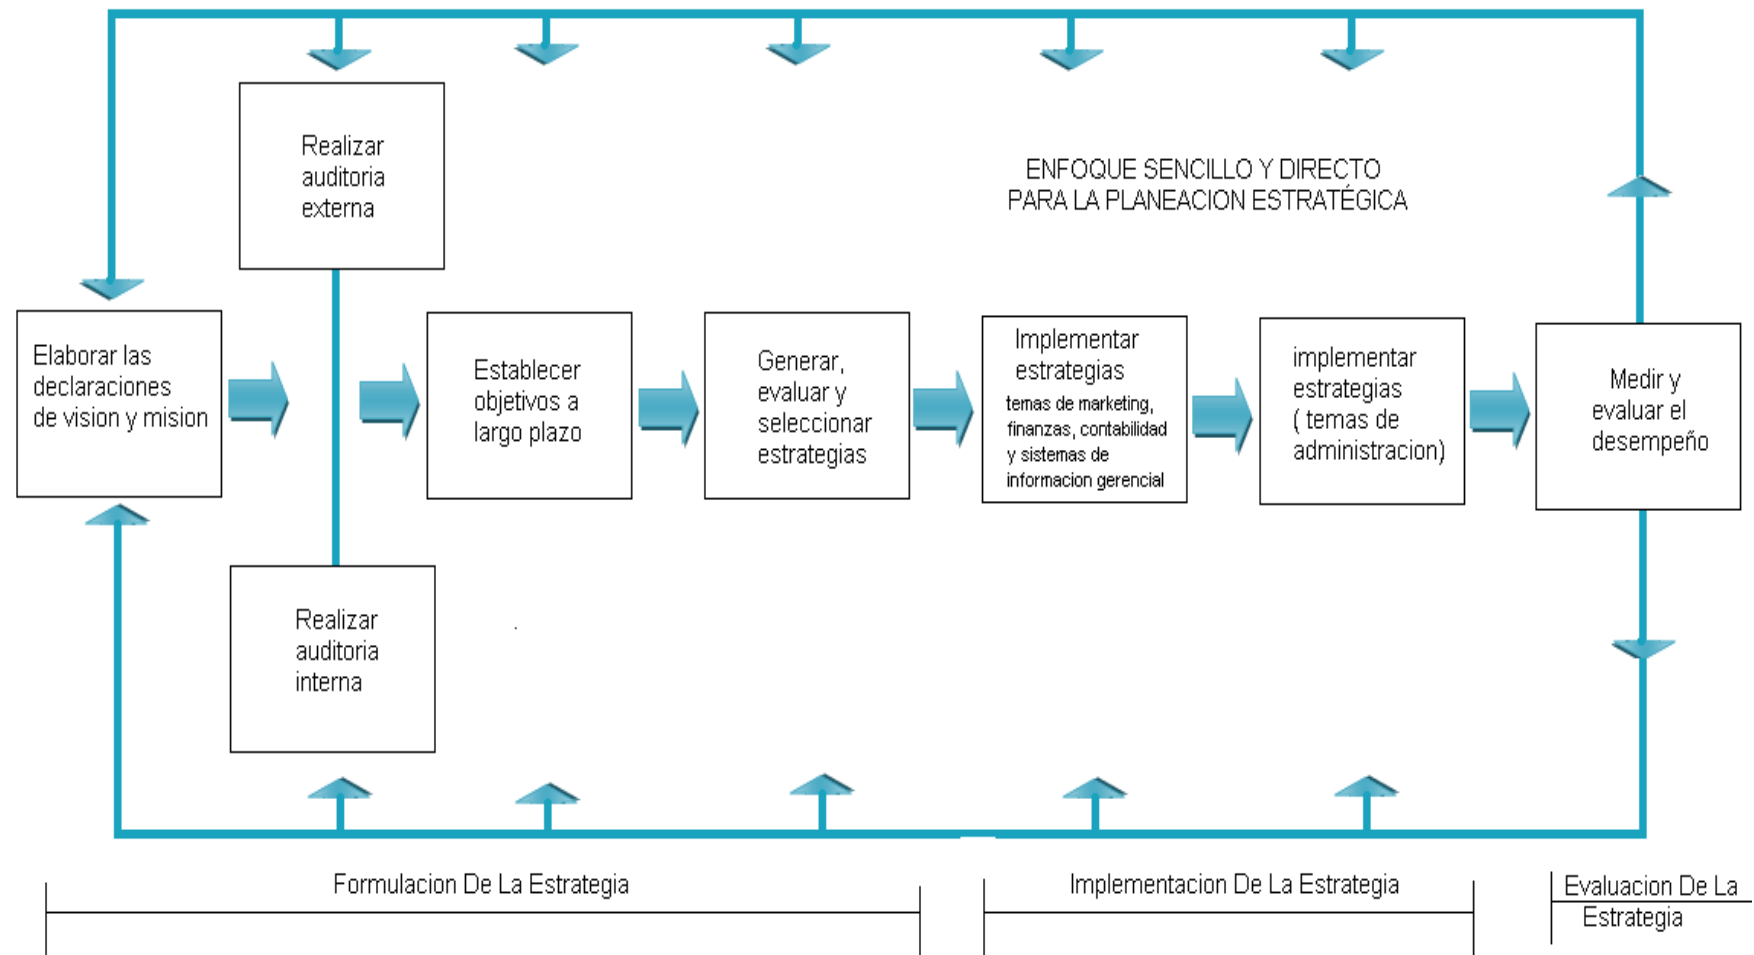 Realizar
auditoria
externa
ENFOQUE SENCILLO Y DIRECTO
PARA LA PLANEACION ESTRATÉGICA
Elaborar las
declaraciones
de vision y mision
Establecer
objetivos a
largo plazo
Generar,
evaluar y
seleccionar
estrategias
Implementar
estrategias
temas de marketing,
finanzas, contabilidad
y sistemas de
informacion gerencial
implementar
estrategias
( temas de
administracion)
Medir y
evaluar el
desempeño
Realizar
auditoria
interna
Formulacion De La Estrategia
Implementacion De La Estrategia
Evaluacion De La
Estrategia